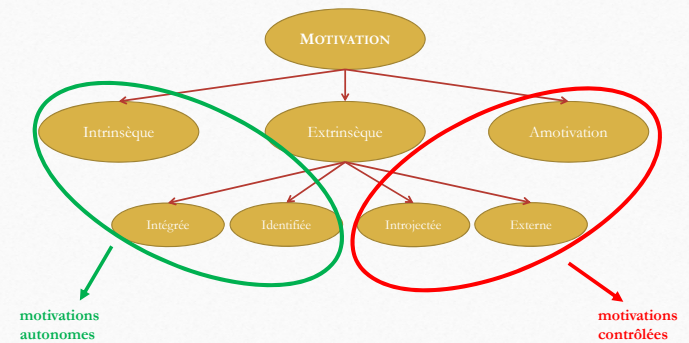 MOTIVATION
Intrinsèque
Extrinsèque
Amotivation
Intégrée
Identifiée
Introjectée
Externe
motivations
autonomes
motivations
contrôlées